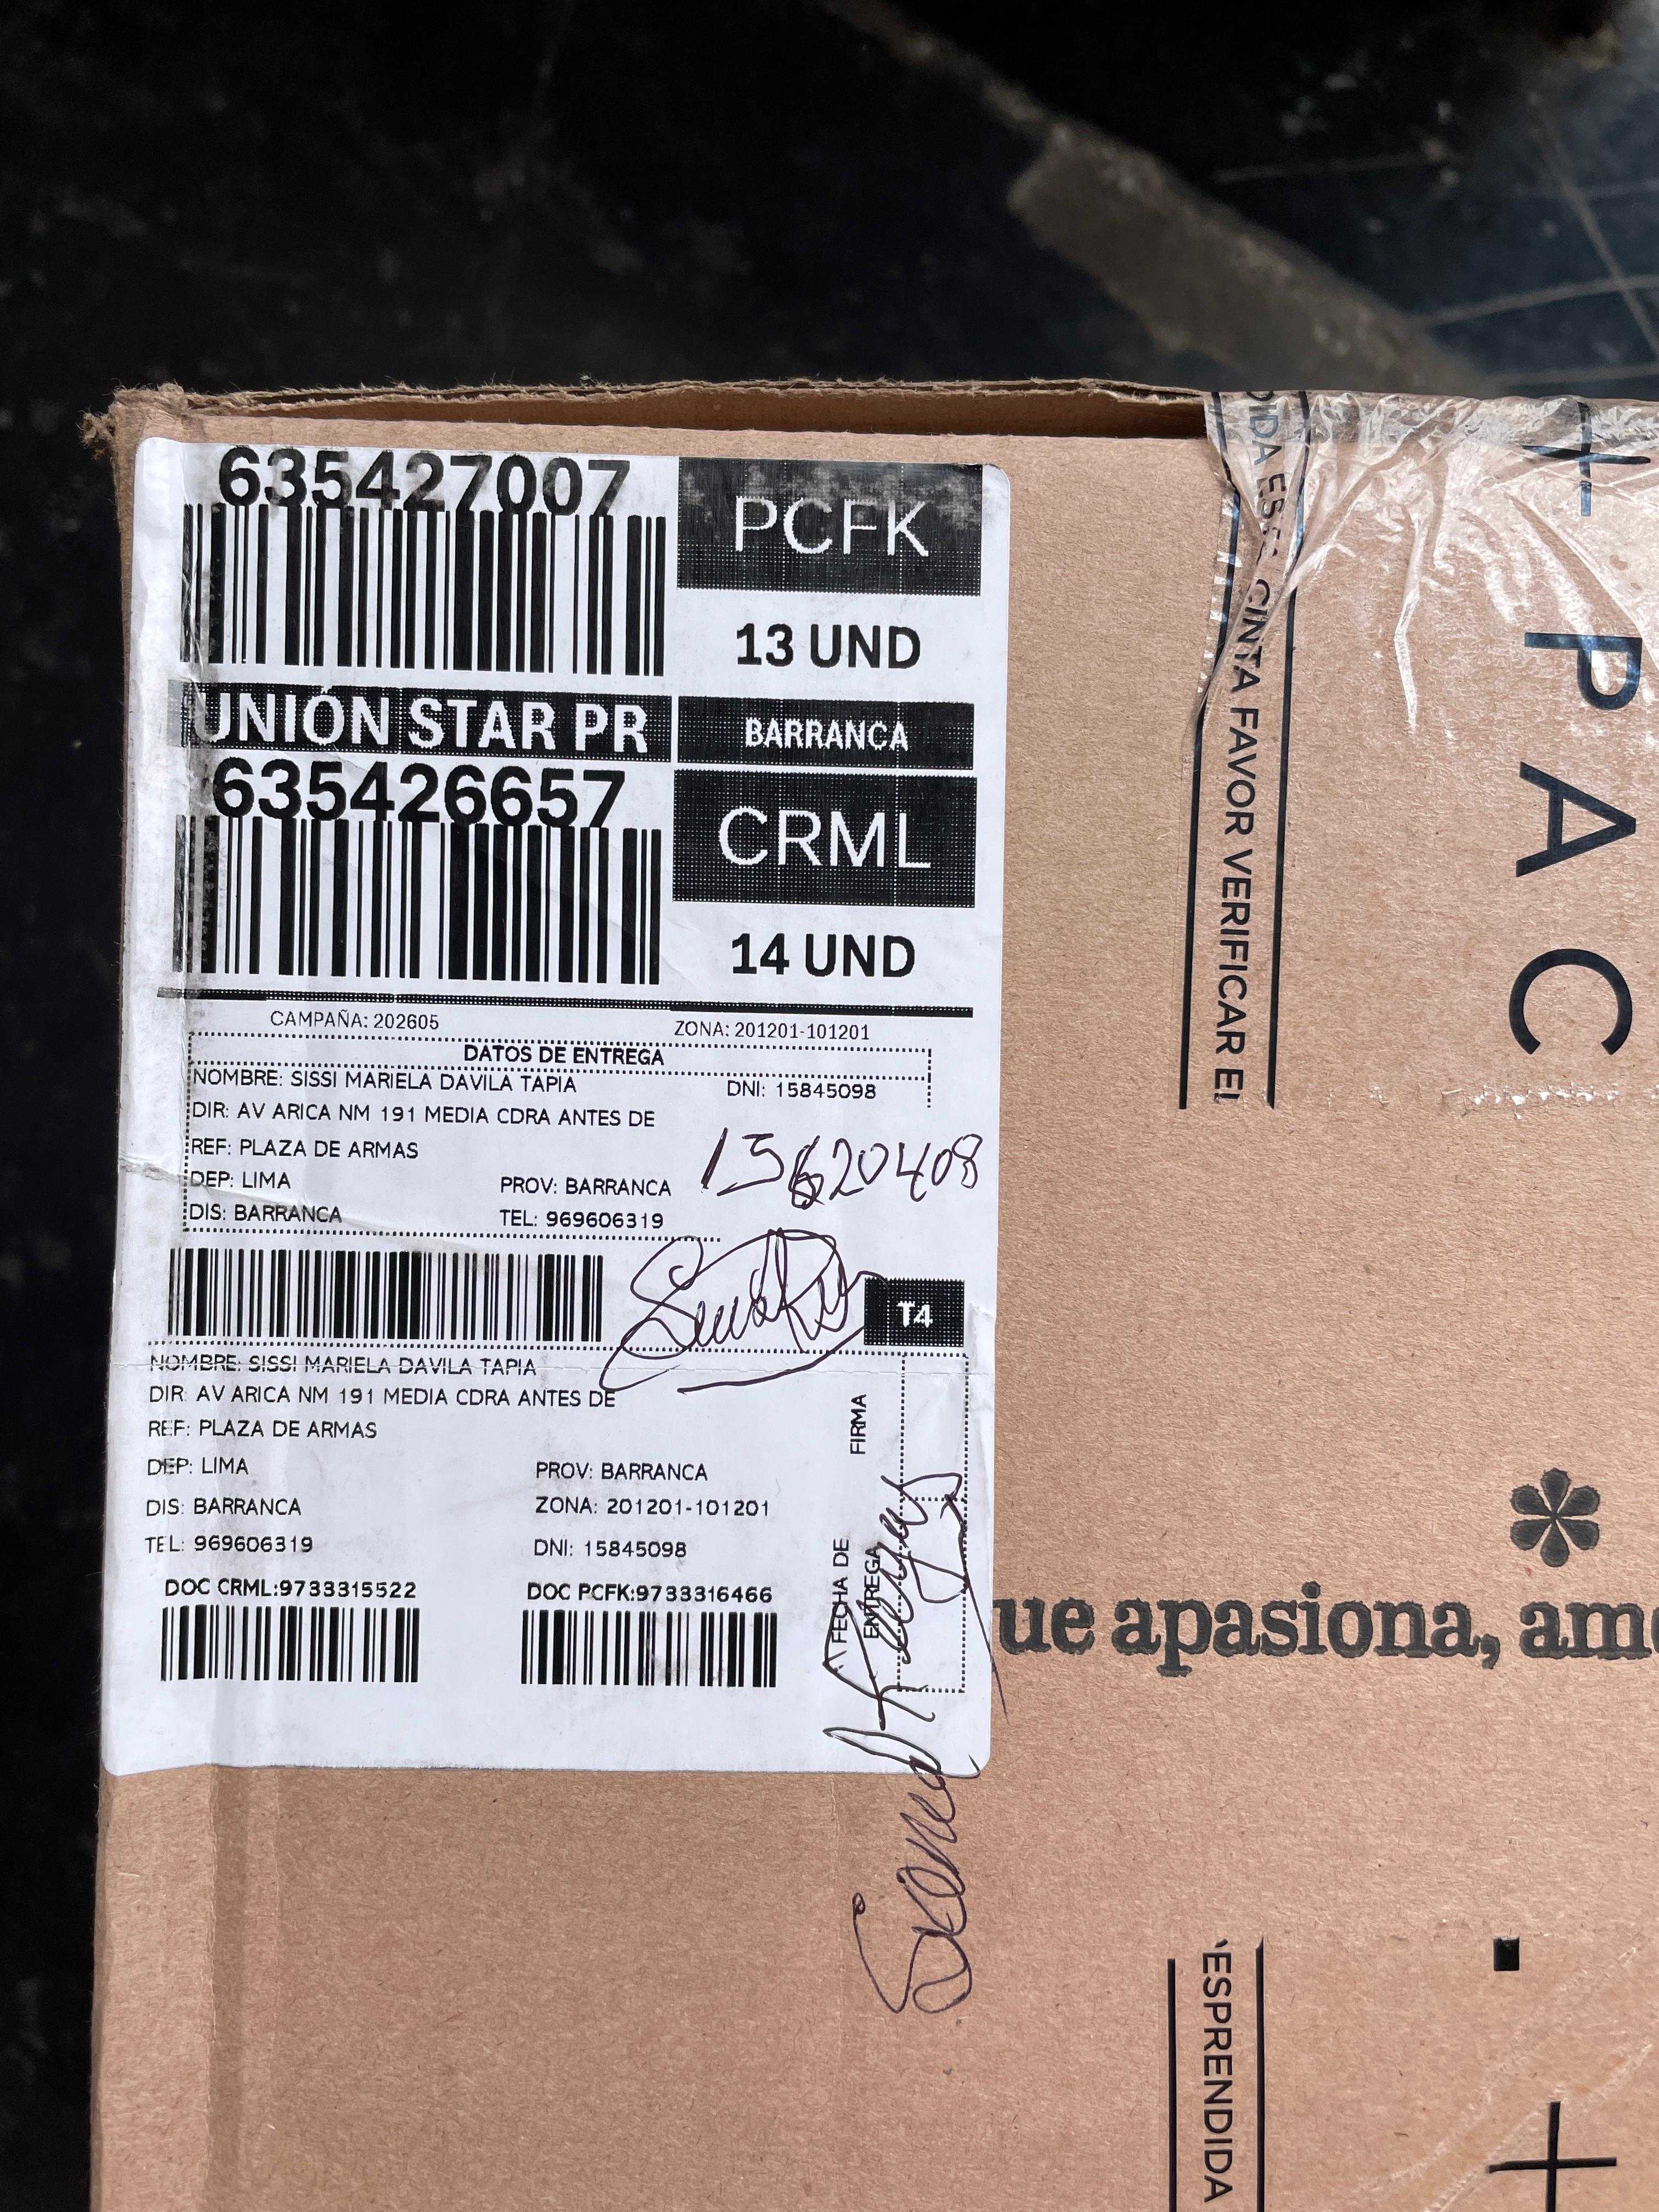 635427007
PCFK
13 UND
UNIÓN STAR PR
BARRANCA
635426657
CRML
14 UND
CAMPAÑA: 202605
ZONA: 201201-101201
DATOS DE ENTREGA
NOMBRE: SISSI MARIELA DAVILA TAPIA
DNI: 15845098
DIR: AV ARICA NM 191 MEDIA CDRA ANTES DE
REF: PLAZA DE ARMAS
DEP: LIMA
PROV: BARRANCA
DIS: BARRANCA
TEL: 969606319
15620408
T4
NOMBRE: SISSI MARIELA DAVILA TAPIA
DIR: AV ARICA NM 191 MEDIA CDRA ANTES DE
REF: PLAZA DE ARMAS
DEP: LIMA
PROV: BARRANCA
DIS: BARRANCA
ZONA: 201201-101201
TEL: 969606319
DNI: 15845098
DOC CRML:9733315522
DOC PCFK:9733316466
FIRMA
FECHA DE
ENTREGA
CINTA FAVOR VERIFICAR EL
PAC
ue apasiona, am
ESPRENDIDA